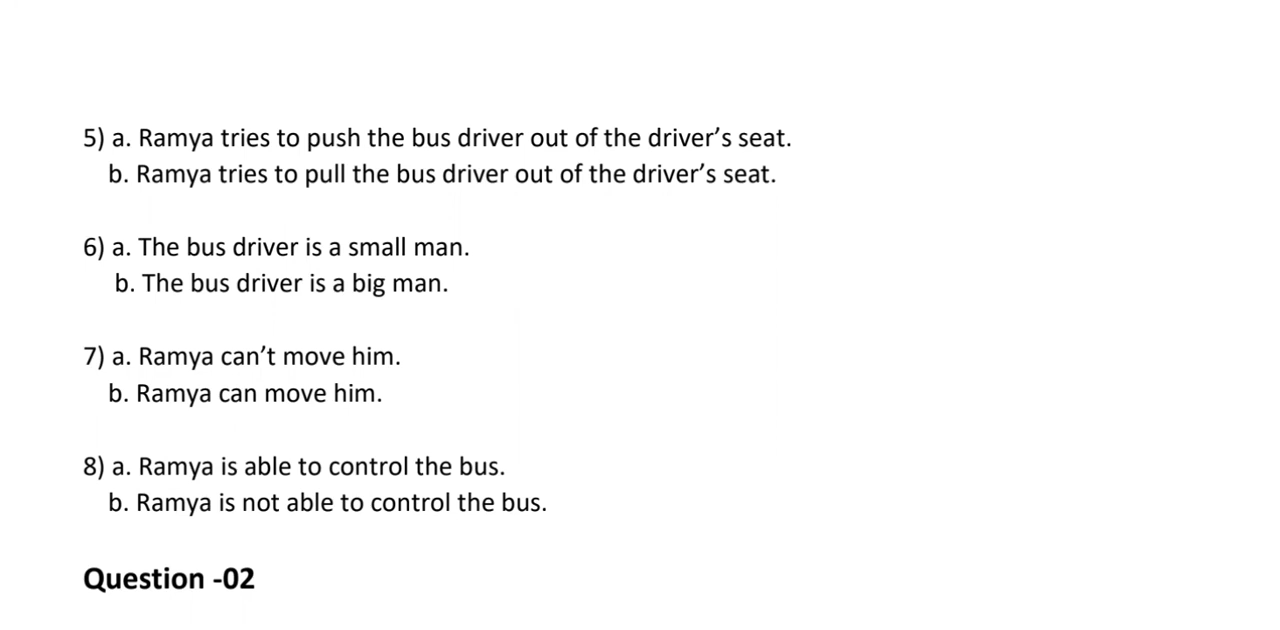 5) a. Ramya tries to push the bus driver out of the driver’s seat.
b. Ramya tries to pull the bus driver out of the driver’s seat.
6) a. The bus driver is a small man.
b. The bus driver is a big man.
7) a. Ramya can’t move him.
b. Ramya can move him.
8) a. Ramya is able to control the bus.
b. Ramya is not able to control the bus.
Question -02